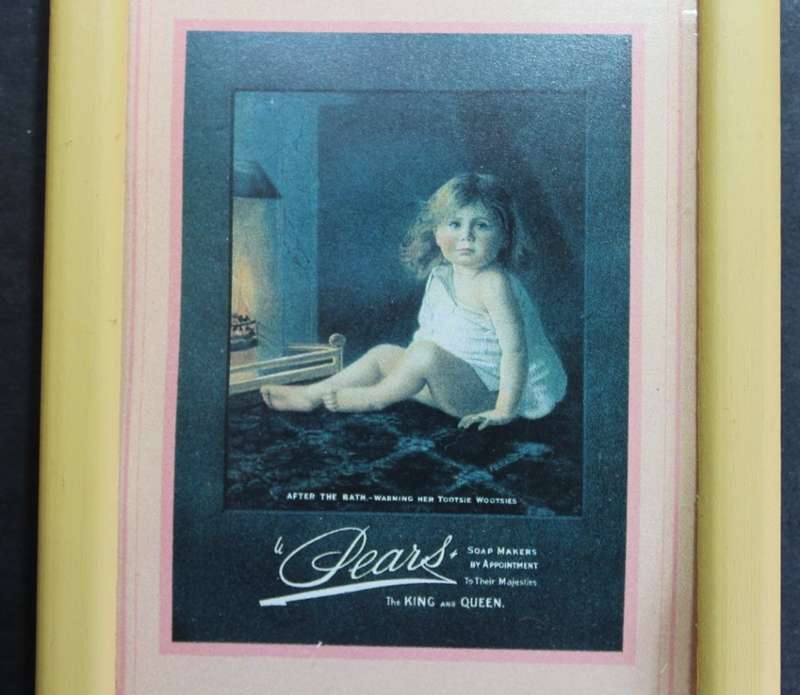 AFTER THE BATH.-WARMING HER TOOTSIE WOOTSIES
"Pears,
SOAP MAKERS
BY APPOINTMENT
To Their Majesties
The KING AND QUEEN.